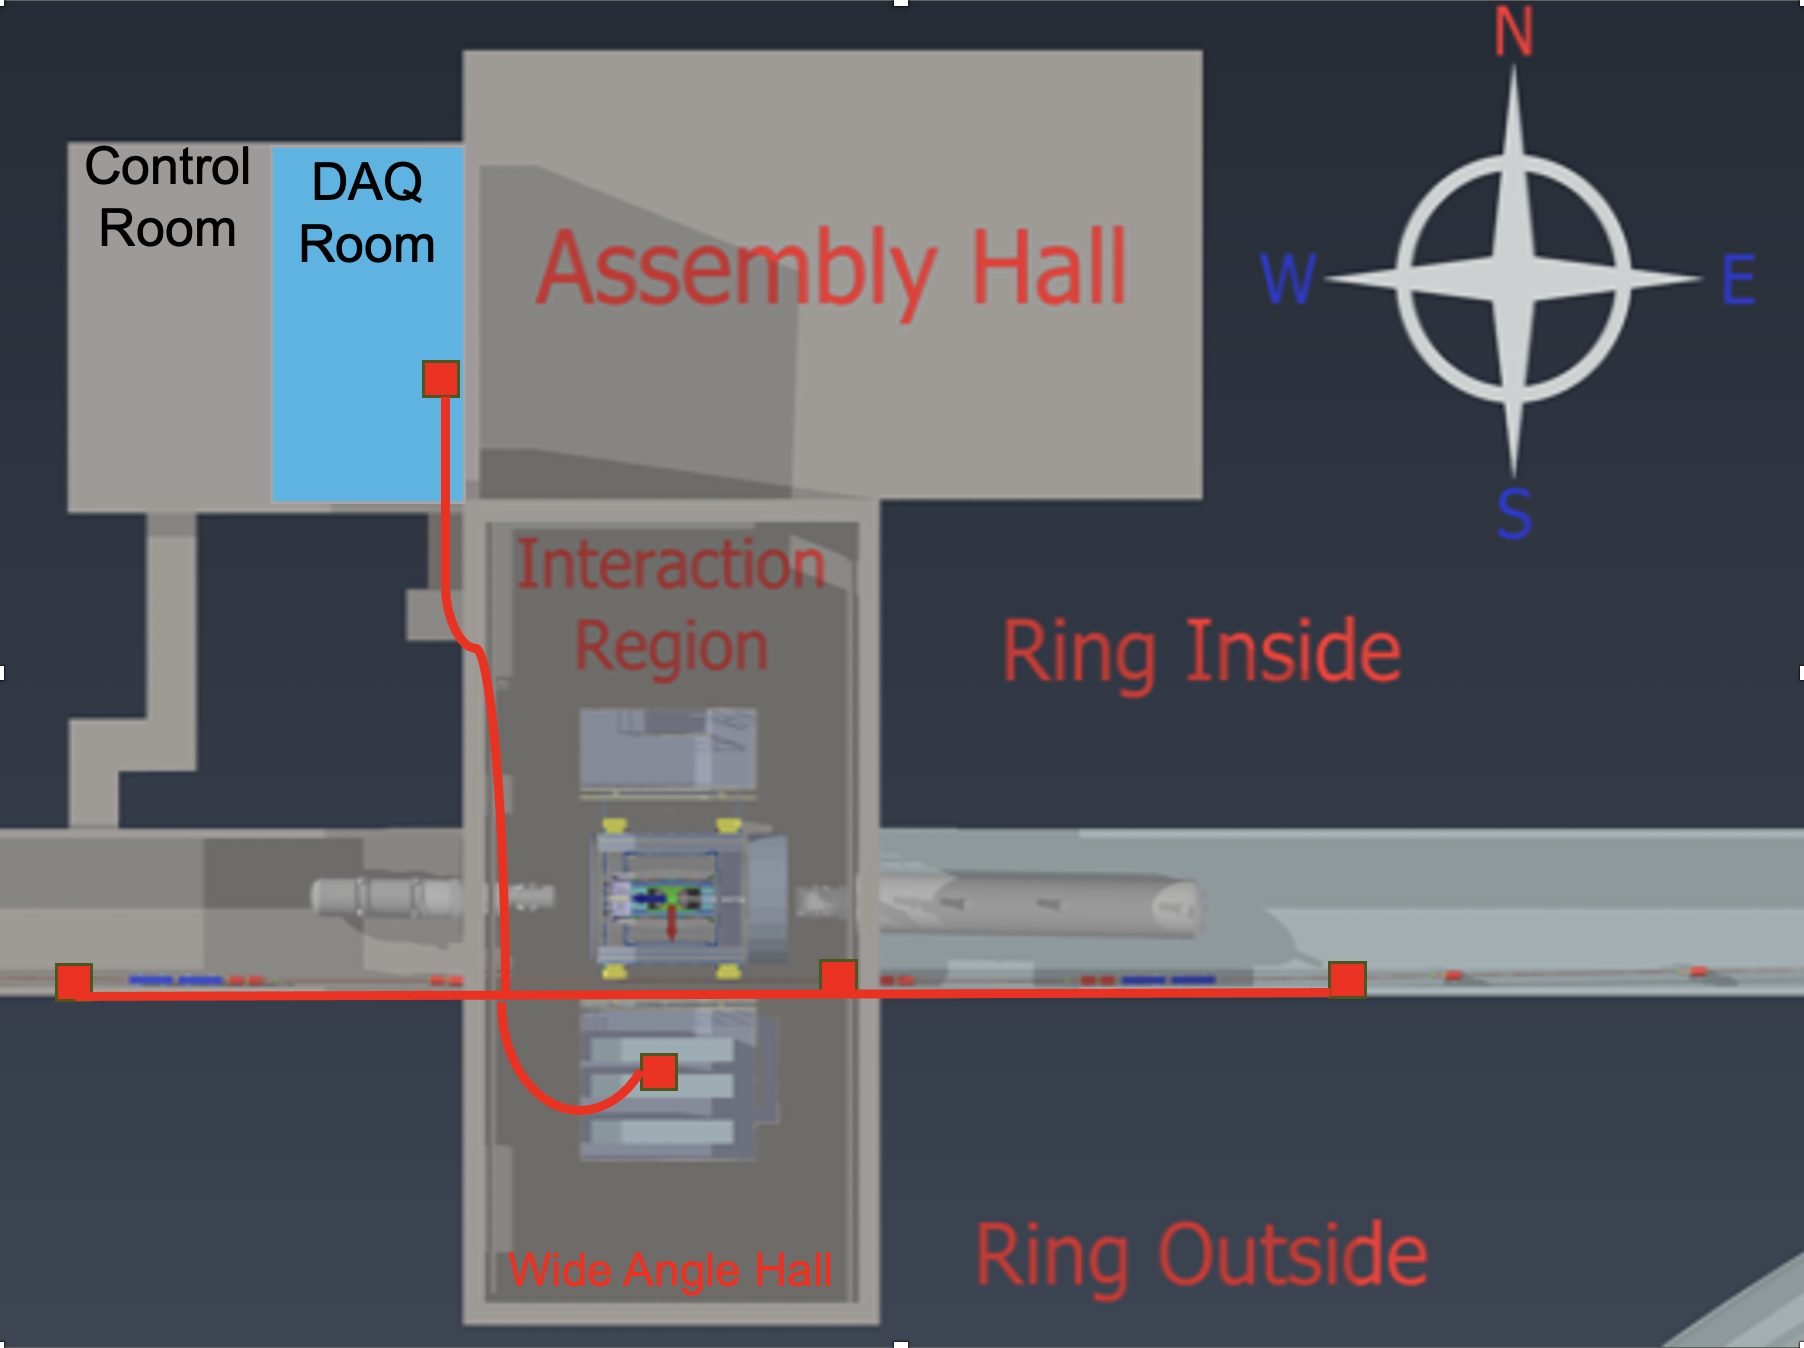 N
Control
Room
DAQ
Room
Assembly Hall
W
E
S
Interaction
Region
Ring Inside
Ring Outside
Wide Angle Hall